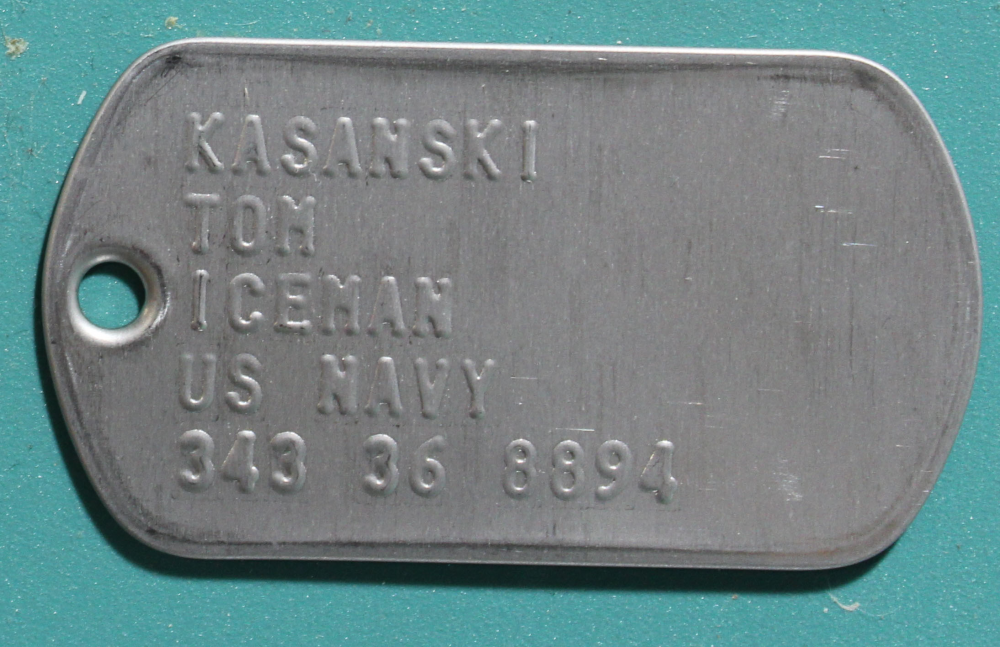 KASANSKI
TOM
ICEMAN
US NAVY
343 36 8894